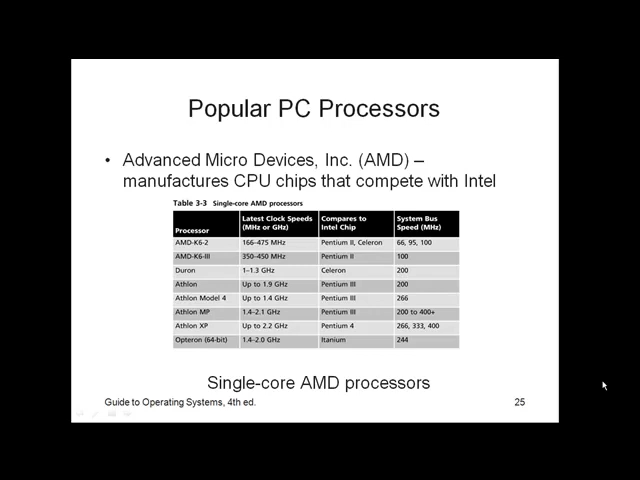 Popular PC Processors
• Advanced Micro Devices, Inc. (AMD) –
manufactures CPU chips that compete with Intel
Table 3-3 Single-core AMD processors
Processor Latest Clock Speeds (MHz or GHz) Compares to Intel Chip System Bus Speed (MHz)
AMD-K6-2 166–475 MHz Pentium II, Celeron 66, 95, 100
AMD-K6-III 350–450 MHz Pentium II 100
Duron 1–1.3 GHz Celeron 200
Athlon Up to 1.9 GHz Pentium III 200
Athlon Model 4 Up to 1.4 GHz Pentium III 266
Athlon MP 1.4–2.1 GHz Pentium III 200 to 400+
Athlon XP Up to 2.2 GHz Pentium 4 266, 333, 400
Opteron (64-bit) 1.4–2.0 GHz Itanium 244
Single-core AMD processors
Guide to Operating Systems, 4th ed. 25